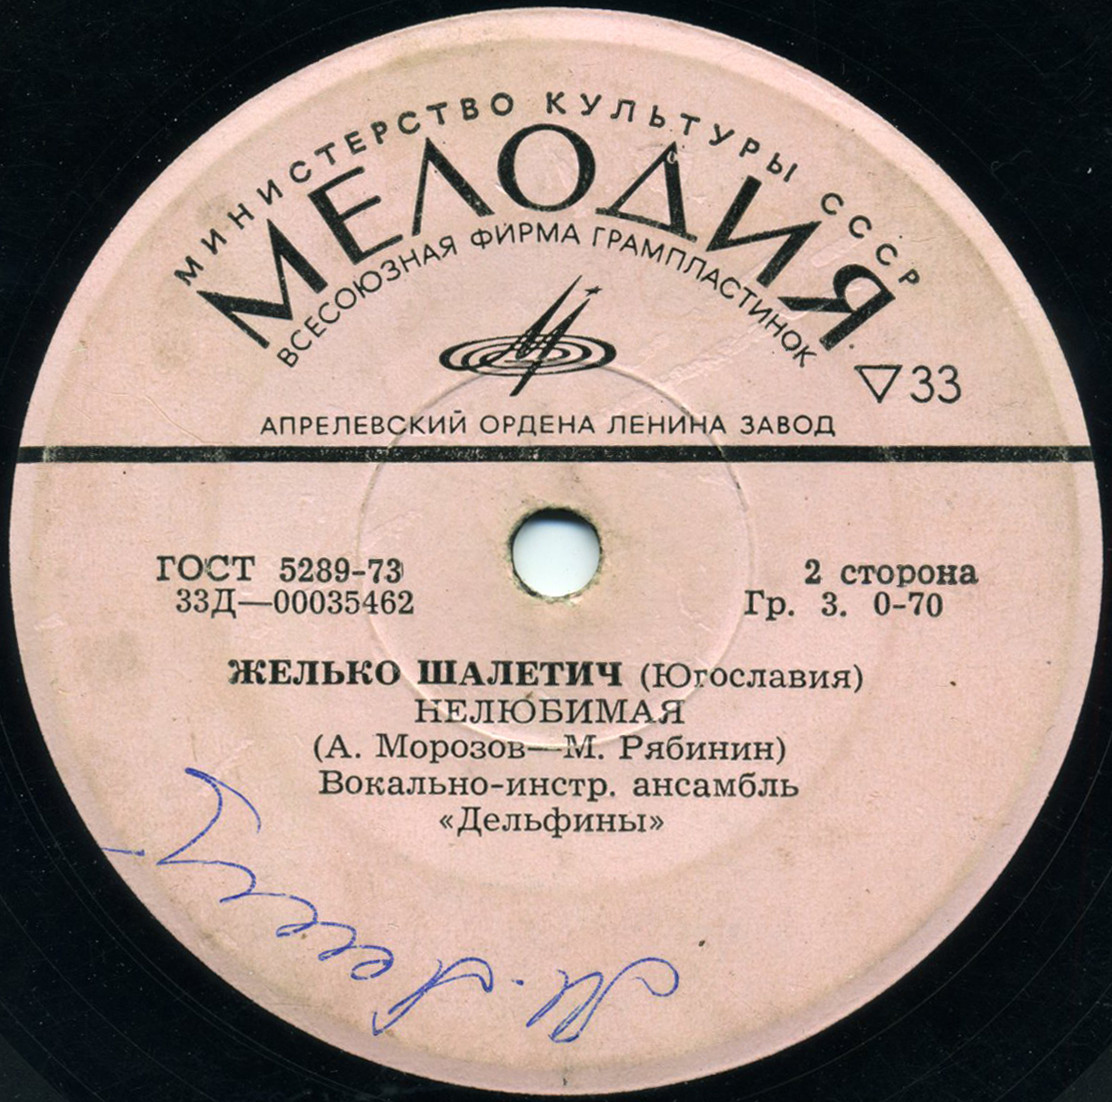 МИНИСТЕРСТВО КУЛЬТУРЫ СССР
МЕЛОДИЯ
ВСЕСОЮЗНАЯ ФИРМА ГРАМПЛАСТИНОК
33
АПРЕЛЕВСКИЙ ОРДЕНА ЛЕНИНА ЗАВОД
ГОСТ 5289-73
33Д—00035462
2 сторона
Гр. 3. 0-70
ЖЕЛЬКО ШАЛЕТИЧ (Югославия)
НЕЛЮБИМАЯ
(А. Морозов—М. Рябинин)
Вокально-инстр. ансамбль
«Дельфины»